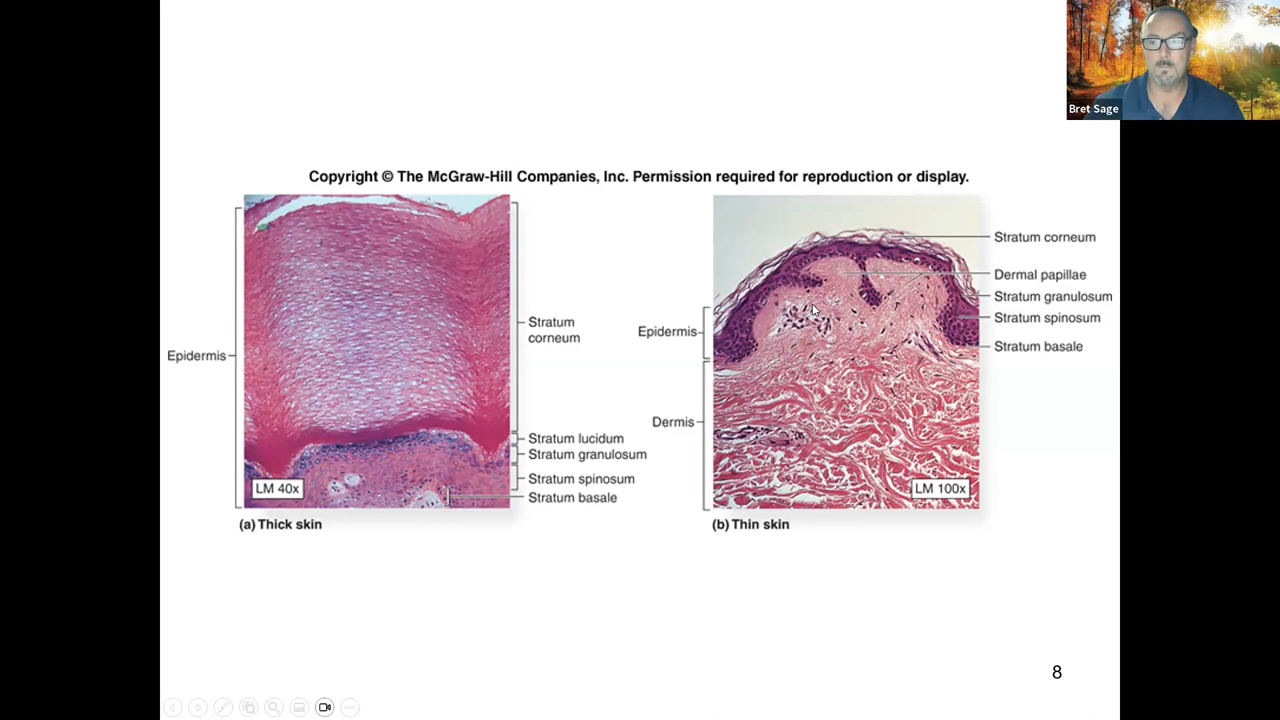 Bret Sage
Copyright © The McGraw-Hill Companies, Inc. Permission required for reproduction or display.
Epidermis
Stratum
corneum
Stratum lucidum
Stratum granulosum
Stratum spinosum
Stratum basale
LM 40x
(a) Thick skin
Stratum corneum
Dermal papillae
Stratum granulosum
Stratum spinosum
Stratum basale
Epidermis
Dermis
LM 100x
(b) Thin skin
8